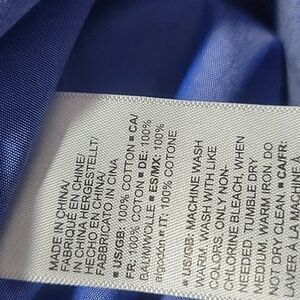 MADE IN CHINA/
FABRIQUÉ EN CHINE/
IN CHINA HERGESTELLT/
HECHO EN CHINA/
FABBRICATO IN CINA
■ US/GB: 100% COTTON ■ CA/
FR: 100% COTON ■ DE: 100%
BAUMWOLLE ■ ES/MX: 100%
algodón ■ IT: 100% COTONE
■ US/GB: MACHINE WASH
WARM, WASH WITH LIKE
COLORS, ONLY NON-
CHLORINE BLEACH, WHEN
NEEDED, TUMBLE DRY
MEDIUM, WARM IRON, DO
NOT DRY CLEAN. ■ CA/FR:
LAVER À LA MACHINE